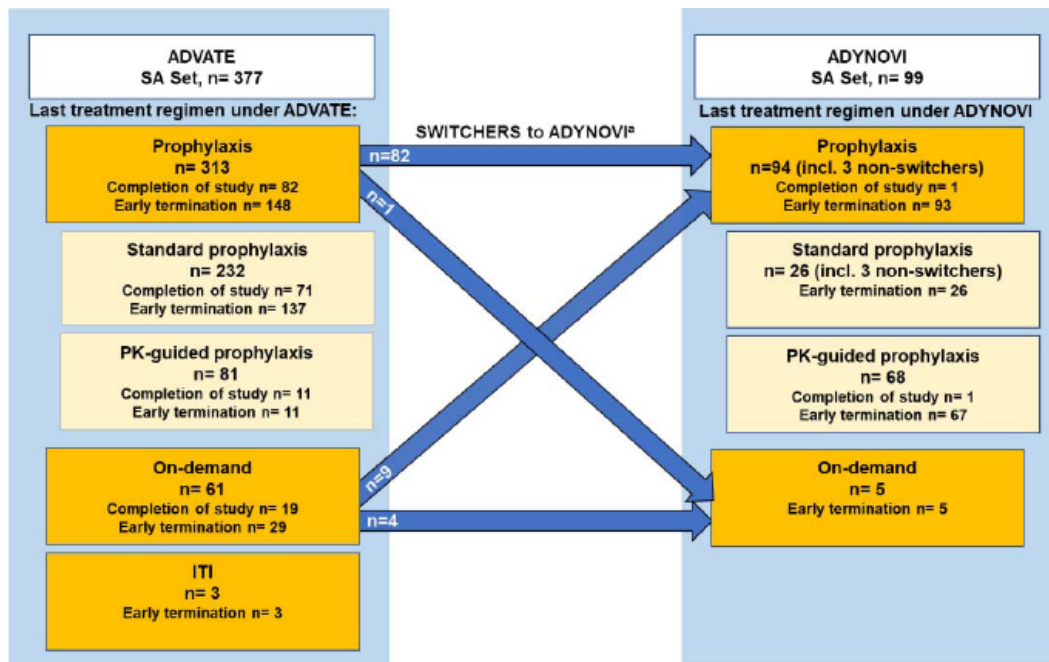 ADVATE
SA Set, n= 377
Last treatment regimen under ADVATE:
Prophylaxis
n= 313
Completion of study n= 82
Early termination n= 148
Standard prophylaxis
n= 232
Completion of study n= 71
Early termination n= 137
PK-guided prophylaxis
n= 81
Completion of study n= 11
Early termination n= 11
On-demand
n= 61
Completion of study n= 19
Early termination n= 29
ITI
n= 3
Early termination n= 3
SWITCHERS to ADYNOVIª
n=82
n=1
n=9
n=4
ADYNOVI
SA Set, n= 99
Last treatment regimen under ADYNOVI
Prophylaxis
n=94 (incl. 3 non-switchers)
Completion of study n= 1
Early termination n= 93
Standard prophylaxis
n= 26 (incl. 3 non-switchers)
Early termination n= 26
PK-guided prophylaxis
n= 68
Completion of study n= 1
Early termination n= 67
On-demand
n= 5
Early termination n= 5